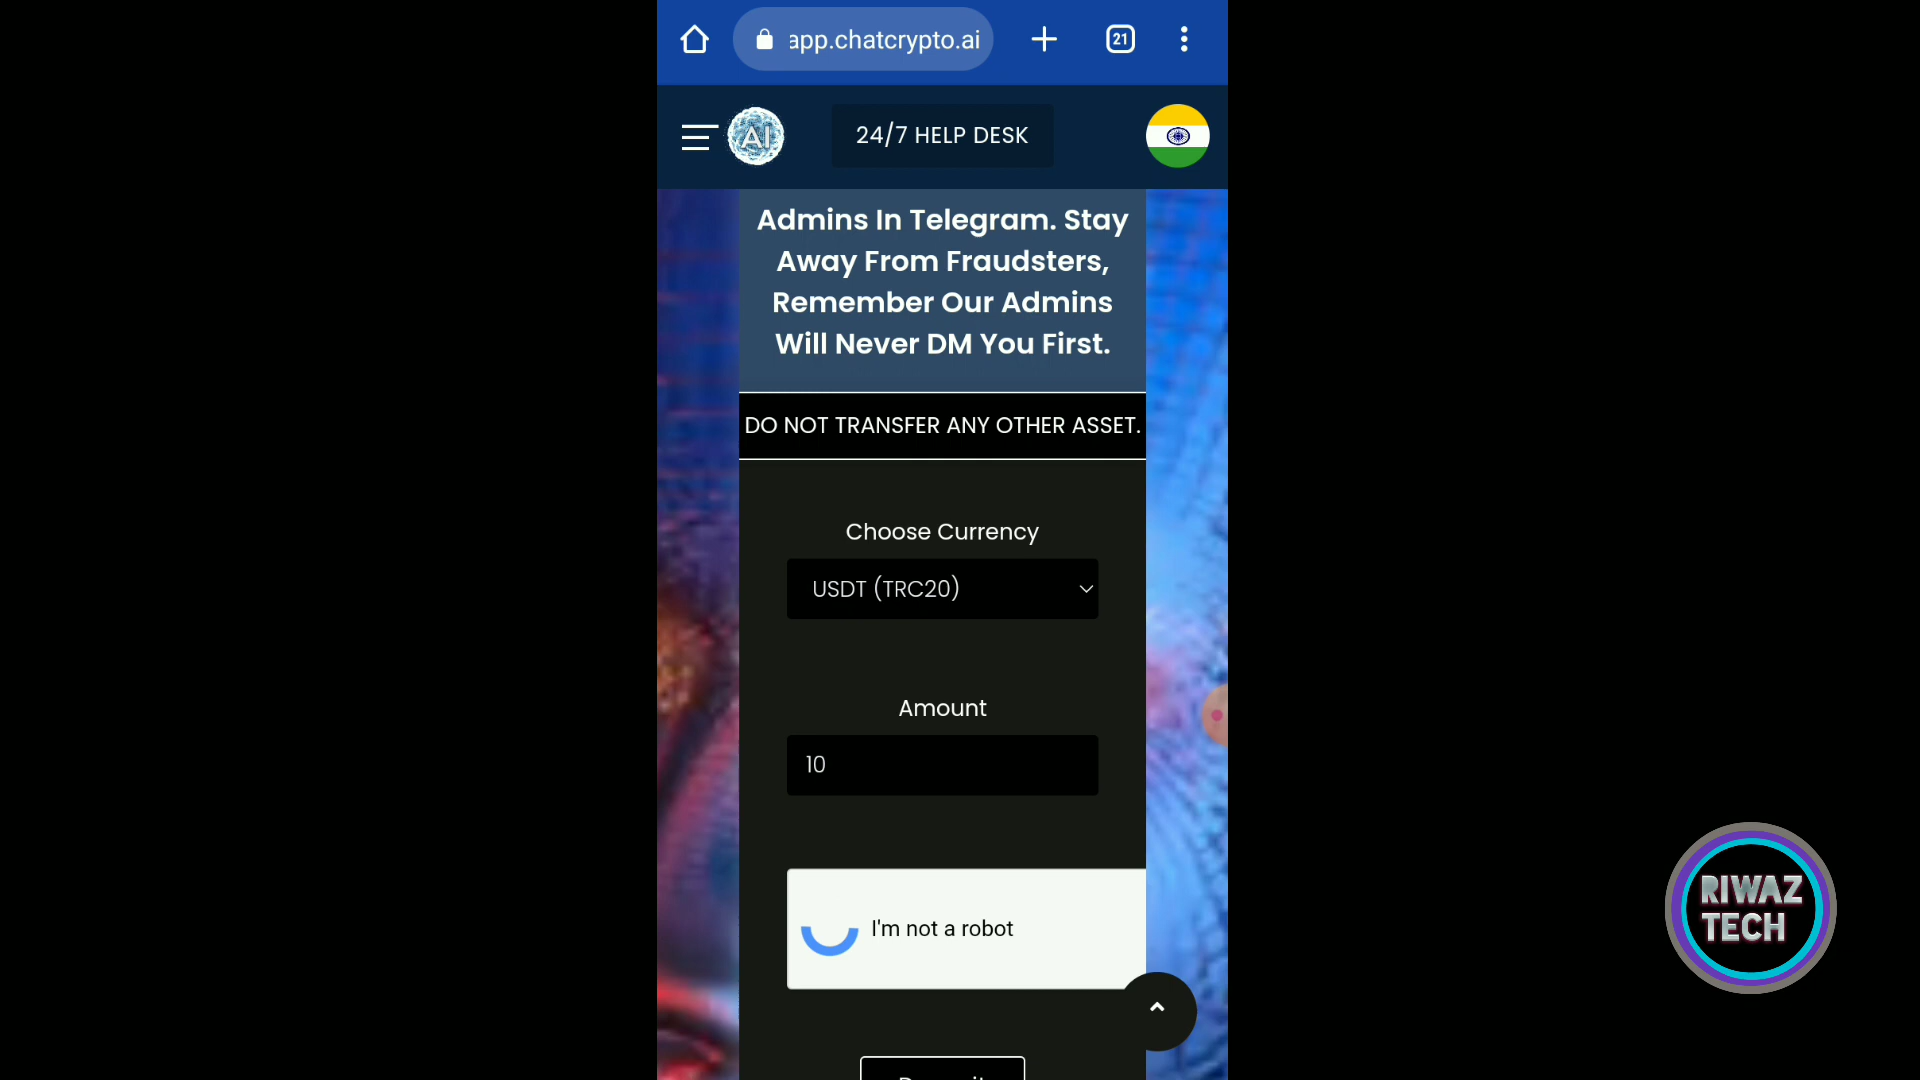 app.chatcrypto.ai
21
AI
24/7 HELP DESK
Admins In Telegram. Stay
Away From Fraudsters,
Remember Our Admins
Will Never DM You First.
DO NOT TRANSFER ANY OTHER ASSET.
Choose Currency
USDT (TRC20)
Amount
10
I'm not a robot
RIWAZ
TECH